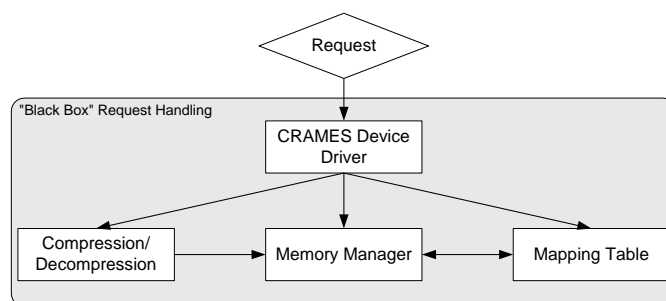 Request
"Black Box" Request Handling
CRAMES Device
Driver
Compression/
Decompression
Memory Manager
Mapping Table